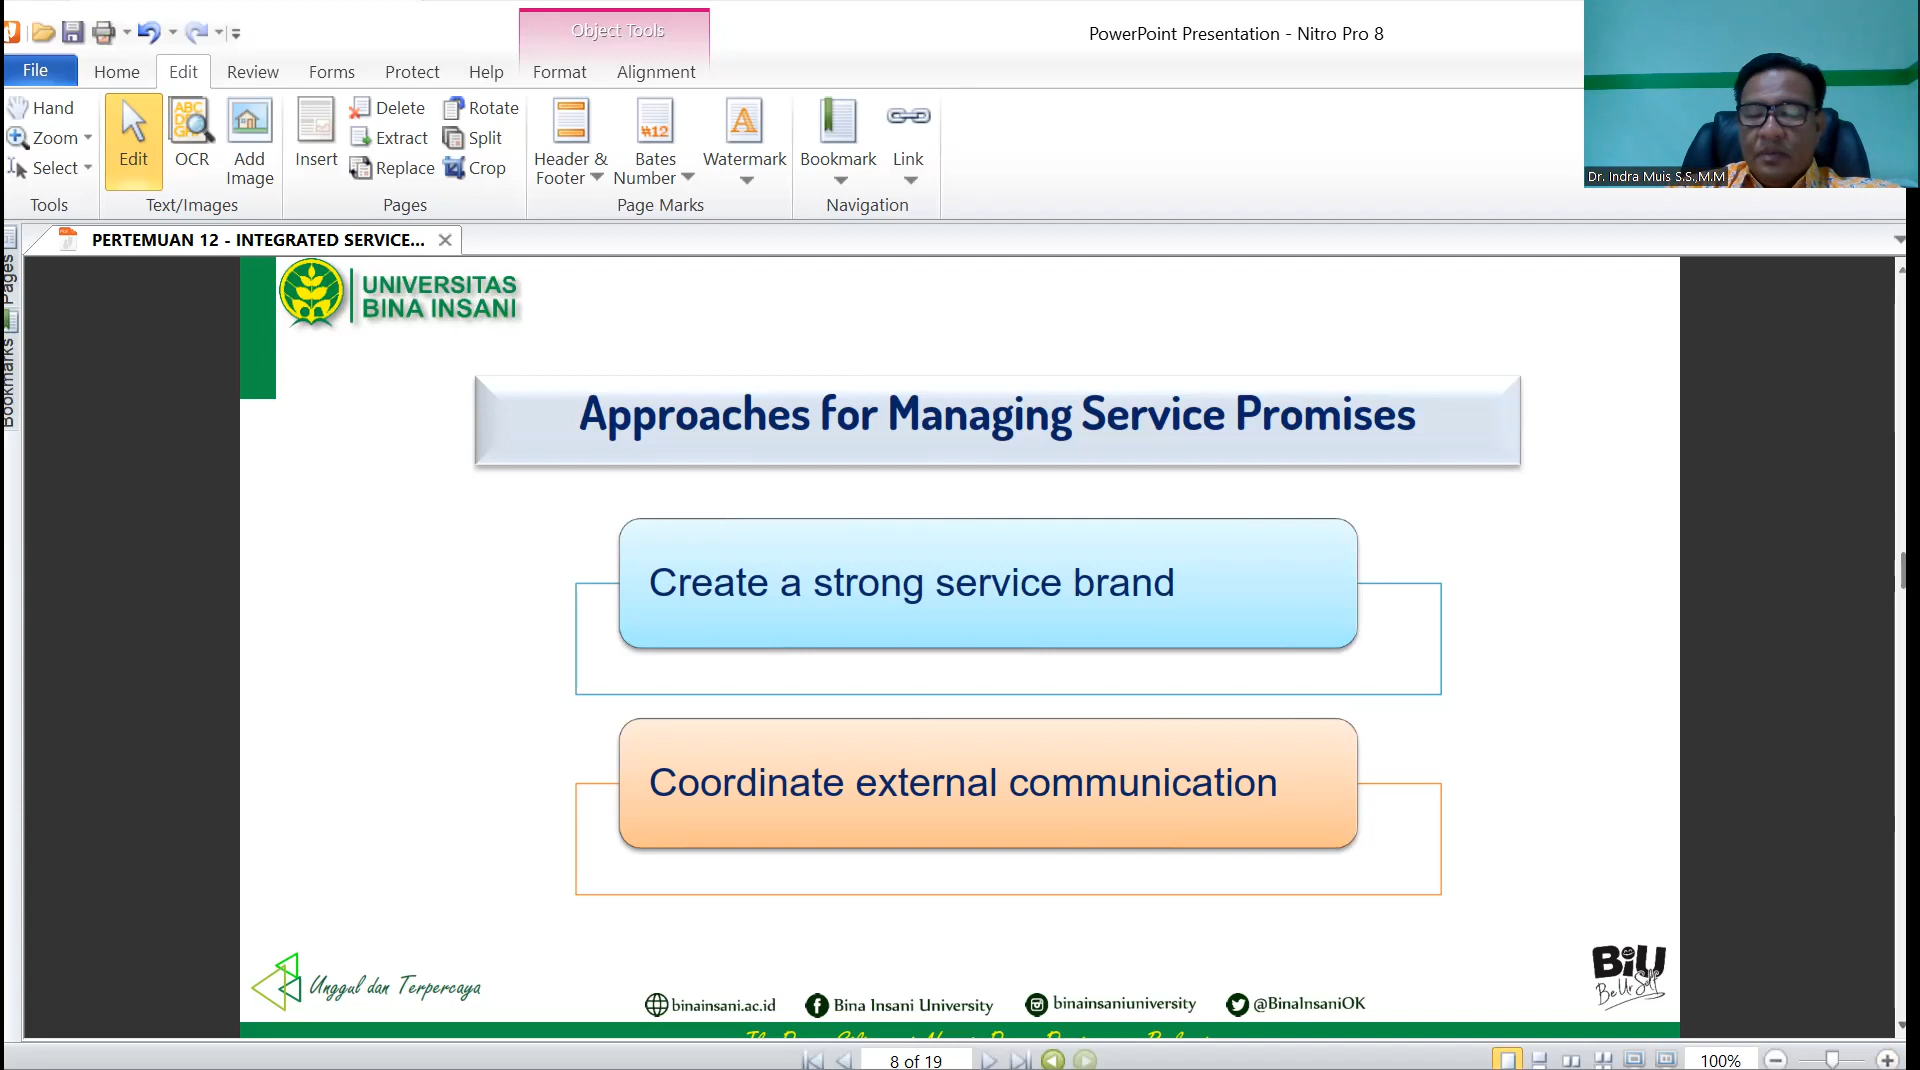 Object Tools
PowerPoint Presentation - Nitro Pro 8
File
Home
Edit
Review
Forms
Protect
Help
Format
Alignment
Hand
Zoom
Select
Tools
Edit
OCR
Add
Image
Text/Images
Insert
Delete
Extract
Replace
Rotate
Split
Crop
Pages
Header &
Footer
Bates
Number
Watermark
Page Marks
Bookmark
Link
Navigation
Dr. Indra Muis S.S.,M.M
PERTEMUAN 12 - INTEGRATED SERVICE...
Pages
Bookmarks
UNIVERSITAS
BINA INSANI
Approaches for Managing Service Promises
Create a strong service brand
Coordinate external communication
Unggul dan Terpercaya
binainsani.ac.id
Bina Insani University
binainsaniuniversity
@BinaInsaniOK
BiU
Be Ur Self
8 of 19
100%